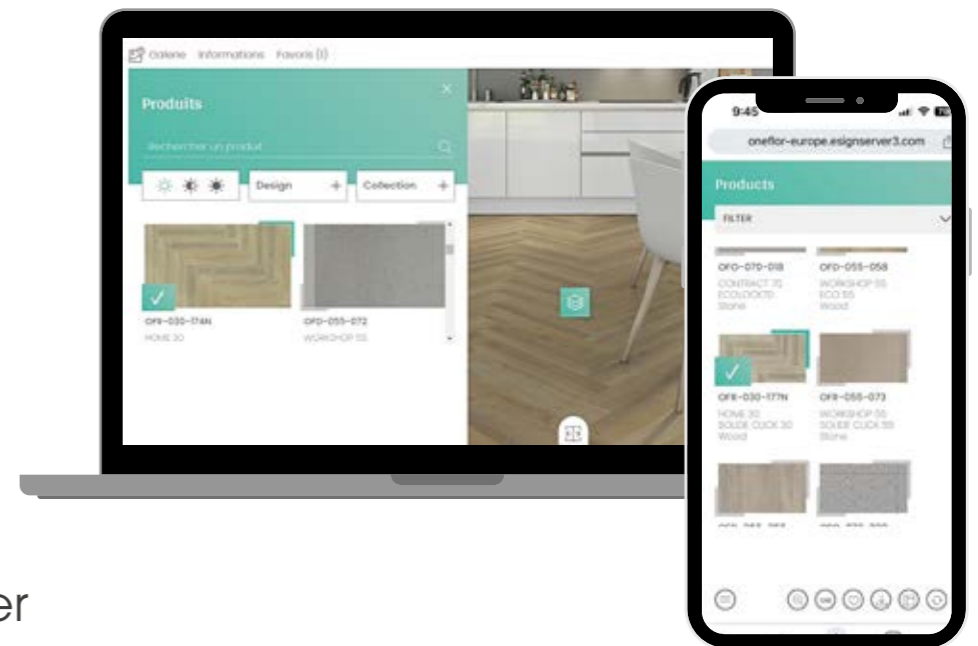 Galerie Informations Favoris (1)
Produits
Rechercher un produit
Design +
Collection +
OFR-030-174N
HOME 30
OFD-055-072
WORKSHOP 55
9:45
oneflor-europe.esignserver3.com
Products
FILTER
OFD-070-018
CONTRACT 70
ECOLOCK70
Stone
OFD-055-058
WORKSHOP 55
ECO 55
Wood
OFR-030-177N
HOME 30
SOLIDE CLICK 30
Wood
OFR-055-073
WORKSHOP 55
SOLIDE CLICK 55
Stone
er